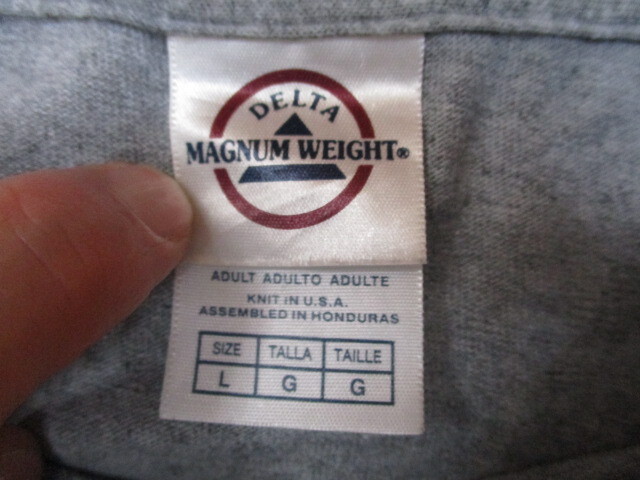 DELTA
MAGNUM WEIGHT®
ADULT ADULTO ADULTE
KNIT IN U.S.A.
ASSEMBLED IN HONDURAS
SIZE TALLA TAILLE
L G G